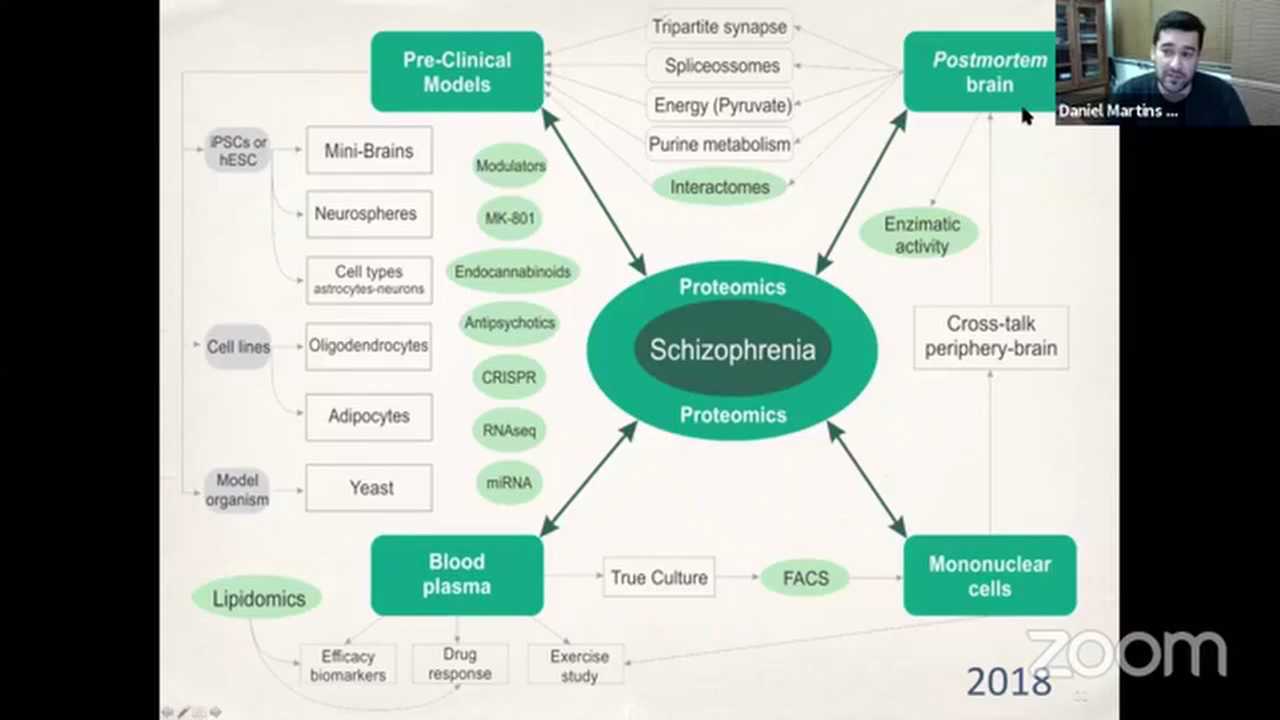 Tripartite synapse
Pre-Clinical
Models
Spliceossomes
Postmortem
brain
Energy (Pyruvate)
Daniel Martins ...
Purine metabolism
iPSCs or
hESC
Mini-Brains
Modulators
Interactomes
Neurospheres
MK-801
Enzimatic
activity
Cell types
astrocytes-neurons
Endocannabinoids
Proteomics
Antipsychotics
Cell lines
Oligodendrocytes
Schizophrenia
Cross-talk
periphery-brain
CRISPR
Adipocytes
Proteomics
RNAseq
Model
organism
Yeast
miRNA
Blood
plasma
True Culture
FACS
Mononuclear
cells
Lipidomics
Efficacy
biomarkers
Drug
response
Exercise
study
zoom
2018